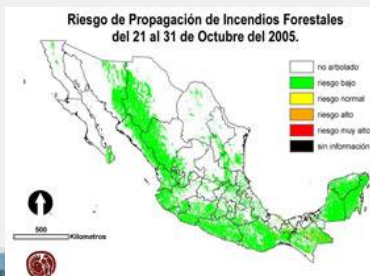 Riesgo de Propagación de Incendios Forestales
del 21 al 31 de Octubre del 2005.
no arbolado
riesgo bajo
riesgo normal
riesgo alto
riesgo muy alto
sin información
500
Kilometros